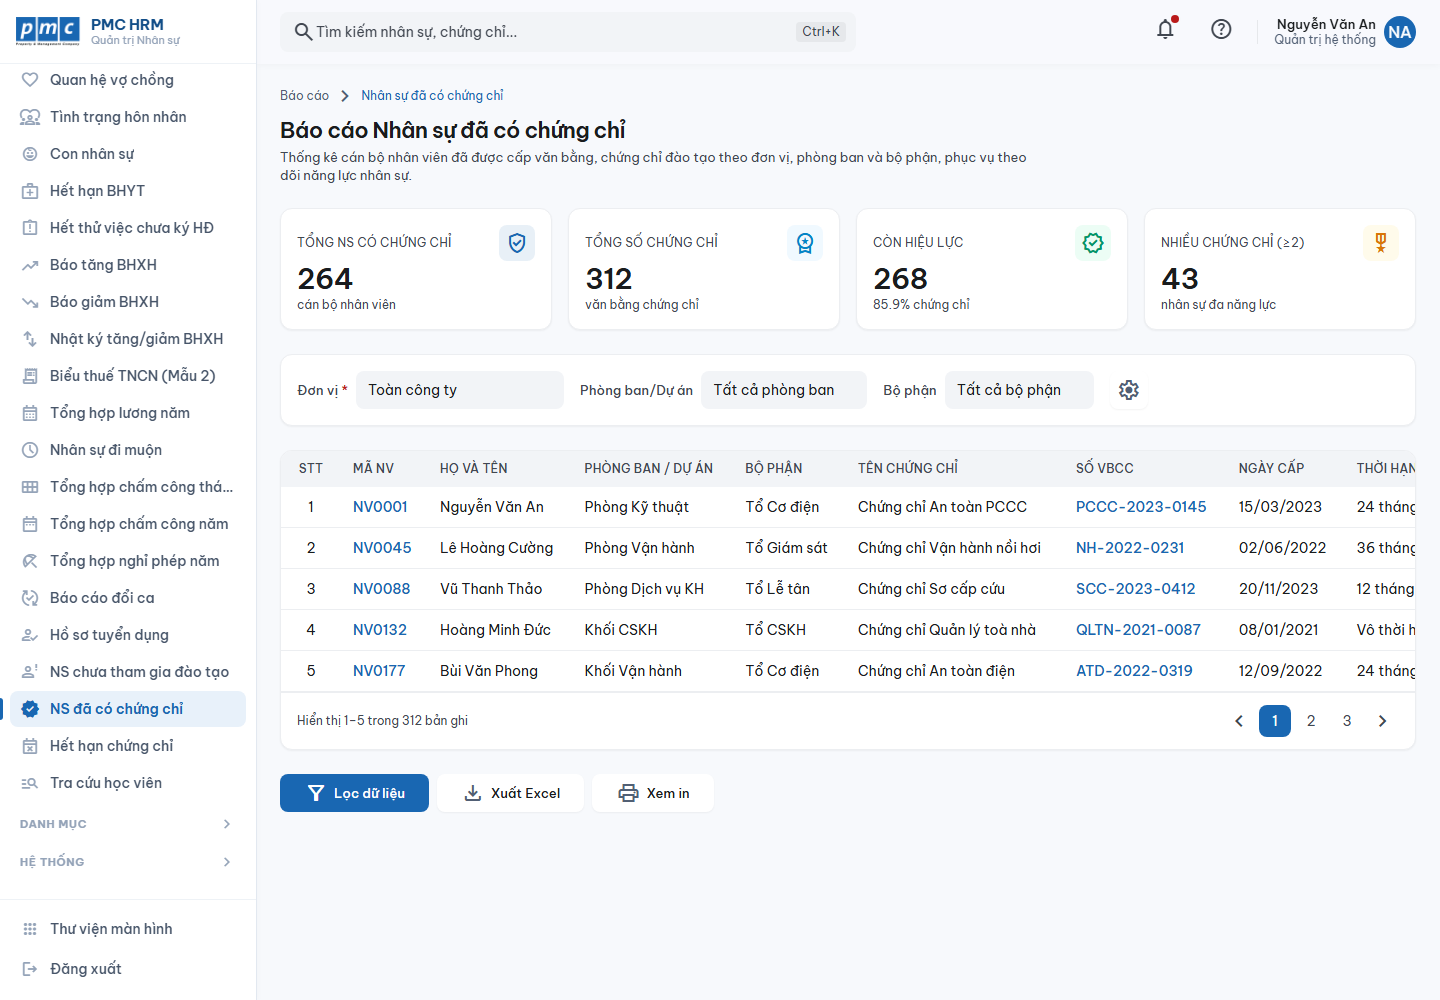 pmc
PMC HRM
Quản trị Nhân sự
Quan hệ vợ chồng
Tình trạng hôn nhân
Con nhân sự
Hết hạn BHYT
Hết thử việc chưa ký HĐ
Báo tăng BHXH
Báo giảm BHXH
Nhật ký tăng/giảm BHXH
Biểu thuế TNCN (Mẫu 2)
Tổng hợp lương năm
Nhân sự đi muộn
Tổng hợp chấm công thá...
Tổng hợp chấm công năm
Tổng hợp nghỉ phép năm
Báo cáo đổi ca
Hồ sơ tuyển dụng
NS chưa tham gia đào tạo
NS đã có chứng chỉ
Hết hạn chứng chỉ
Tra cứu học viên
DANH MỤC
HỆ THỐNG
Thư viện màn hình
Đăng xuất
Tìm kiếm nhân sự, chứng chỉ... Ctrl+K
Nguyễn Văn An
Quản trị hệ thống
NA
Báo cáo Nhân sự đã có chứng chỉ
Báo cáo Nhân sự đã có chứng chỉ
Thống kê cán bộ nhân viên đã được cấp văn bằng, chứng chỉ đào tạo theo đơn vị, phòng ban và bộ phận, phục vụ theo
dõi năng lực nhân sự.
TỔNG NS CÓ CHỨNG CHỈ
264
cán bộ nhân viên
TỔNG SỐ CHỨNG CHỈ
312
văn bằng chứng chỉ
CÒN HIỆU LỰC
268
85.9% chứng chỉ
NHIỀU CHỨNG CHỈ (≥2)
43
nhân sự đa năng lực
Đơn vị * Toàn công ty Phòng ban/Dự án Tất cả phòng ban Bộ phận Tất cả bộ phận
STT MÃ NV HỌ VÀ TÊN PHÒNG BAN / DỰ ÁN BỘ PHẬN TÊN CHỨNG CHỈ SỐ VBCC NGÀY CẤP THỜI HẠN
1 NV0001 Nguyễn Văn An Phòng Kỹ thuật Tổ Cơ điện Chứng chỉ An toàn PCCC PCCC-2023-0145 15/03/2023 24 tháng
2 NV0045 Lê Hoàng Cường Phòng Vận hành Tổ Giám sát Chứng chỉ Vận hành nồi hơi NH-2022-0231 02/06/2022 36 tháng
3 NV0088 Vũ Thanh Thảo Phòng Dịch vụ KH Tổ Lễ tân Chứng chỉ Sơ cấp cứu SCC-2023-0412 20/11/2023 12 tháng
4 NV0132 Hoàng Minh Đức Khối CSKH Tổ CSKH Chứng chỉ Quản lý toà nhà QLTN-2021-0087 08/01/2021 Vô thời h
5 NV0177 Bùi Văn Phong Khối Vận hành Tổ Cơ điện Chứng chỉ An toàn điện ATD-2022-0319 12/09/2022 24 tháng
Hiển thị 1–5 trong 312 bản ghi 1 2 3
Lọc dữ liệu Xuất Excel Xem in